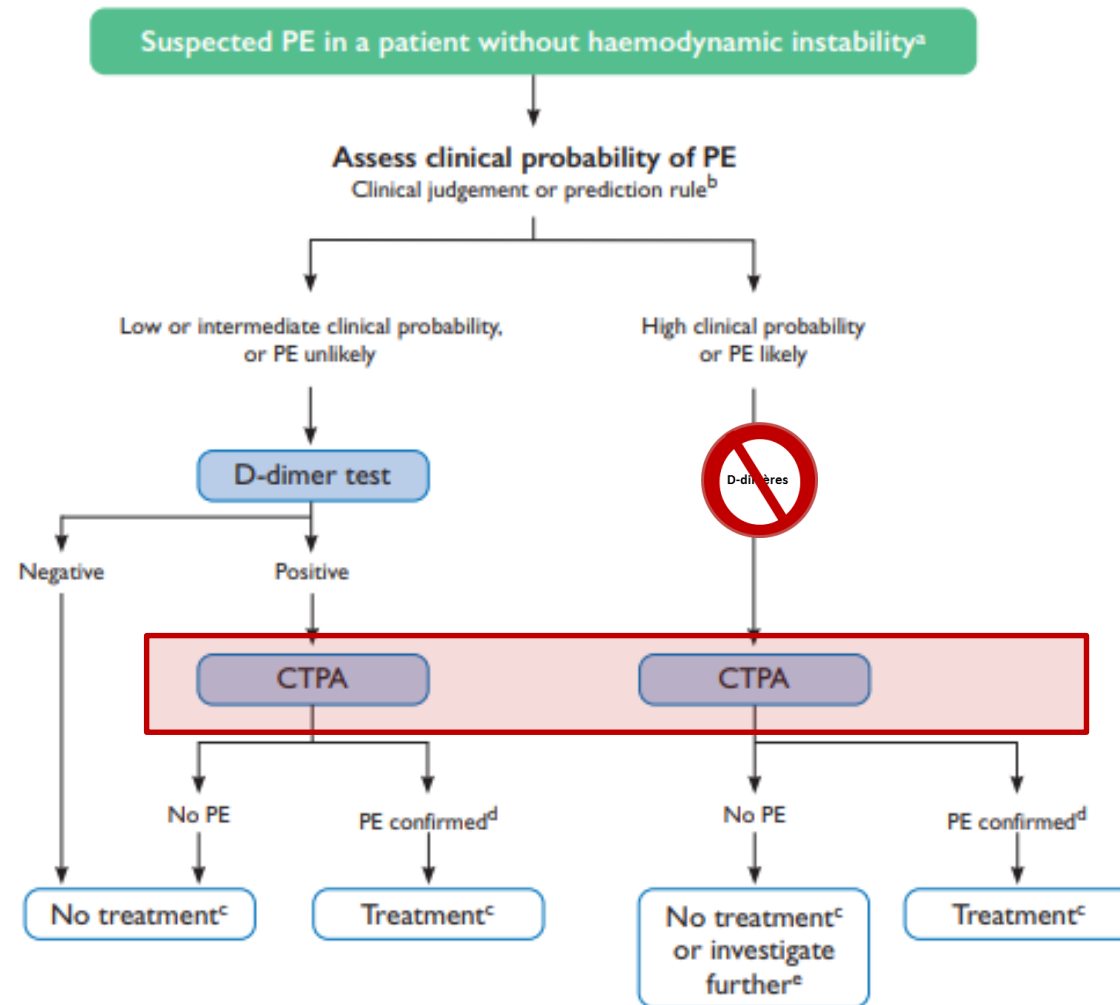 Suspected PE in a patient without haemodynamic instabilityᵃ
Assess clinical probability of PE
Clinical judgement or prediction ruleᵇ
Low or intermediate clinical probability,
or PE unlikely
High clinical probability
or PE likely
D-dimer test
D-dimères
Negative
Positive
CTPA
CTPA
No PE
PE confirmedᵈ
No PE
PE confirmedᵈ
No treatmentᶜ
Treatmentᶜ
No treatmentᶜ
or investigate
furtherᵉ
Treatmentᶜ